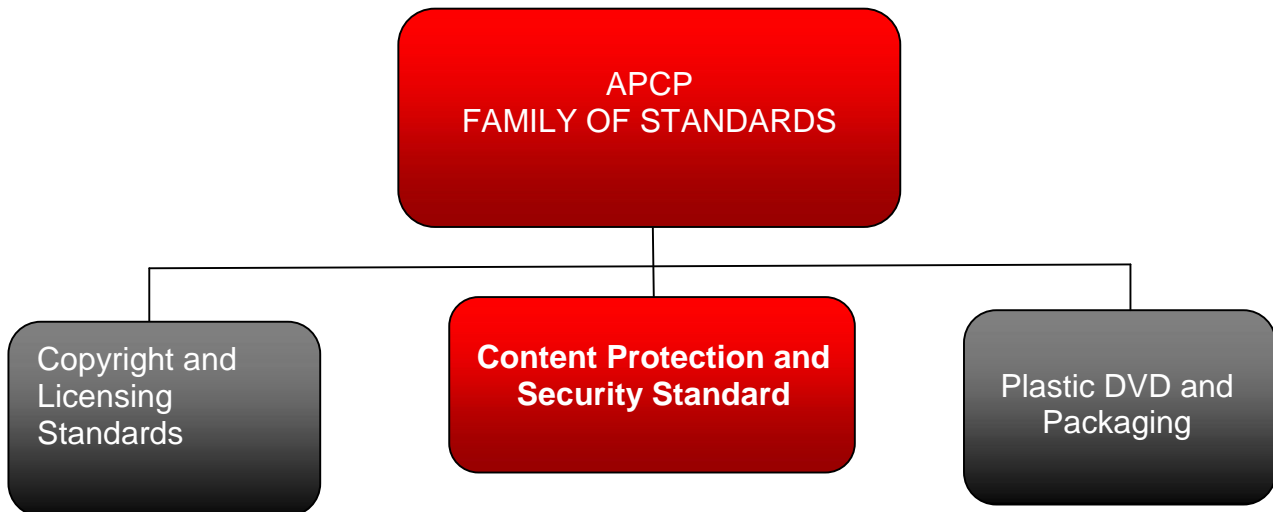 APCP
FAMILY OF STANDARDS
Copyright and
Licensing
Standards
Content Protection and
Security Standard
Plastic DVD and
Packaging